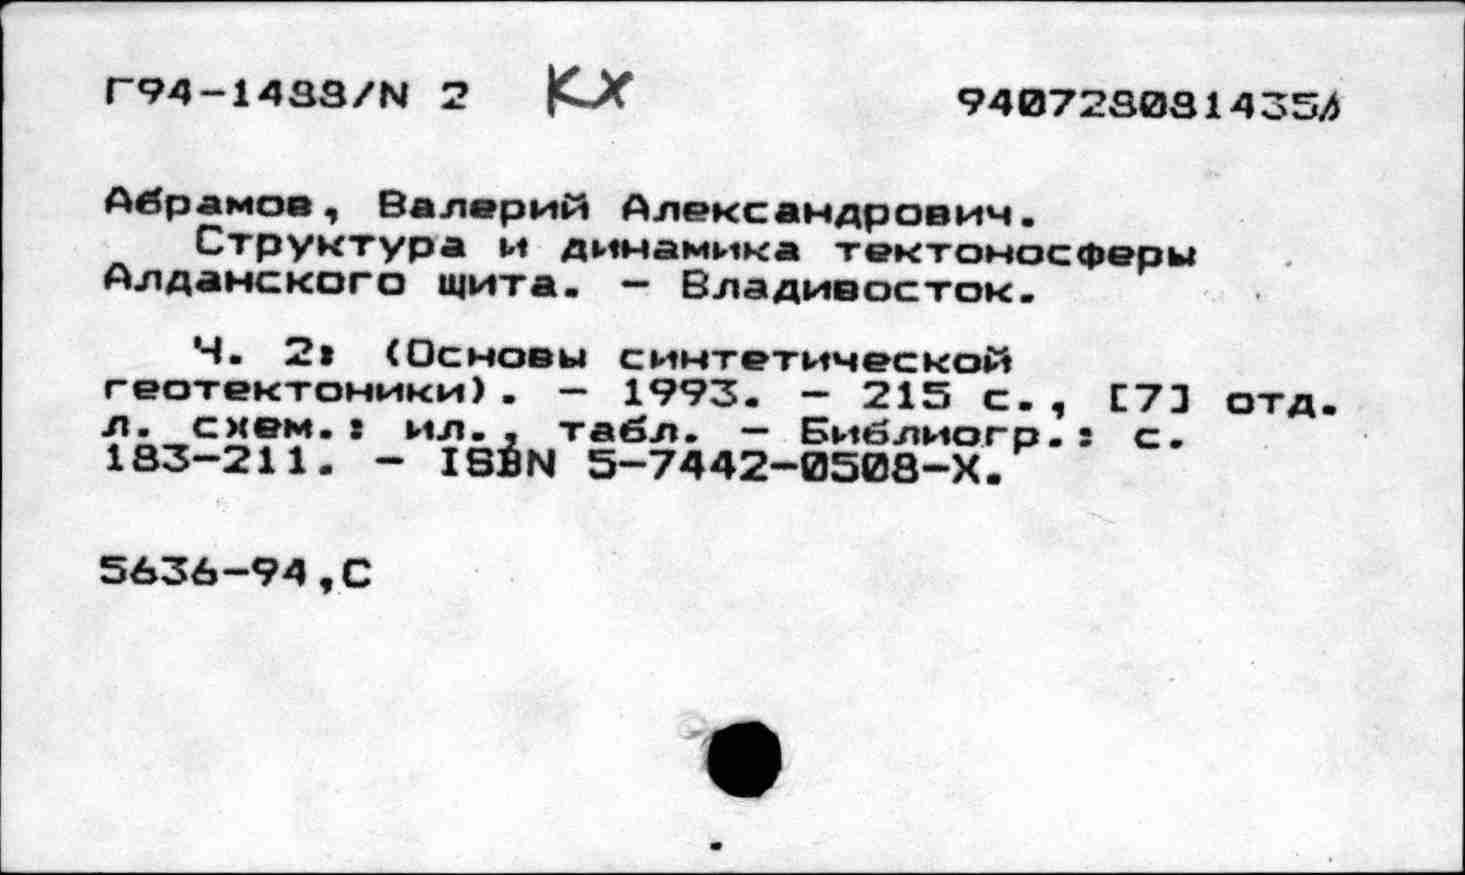 Г94-1488/N 2 КХ 9407280814354
Абрамов, Валерий Александрович.
Структура и динамика тектоносферы
Алданского щита. - Владивосток.
Ч. 2: (Основы синтетической
геотектоники). - 1993. - 215 с., [7] отд.
л. схем.: ил., табл. - Библиогр.: с.
183-211. - ISBN 5-7442-0508-X.
5636-94,С